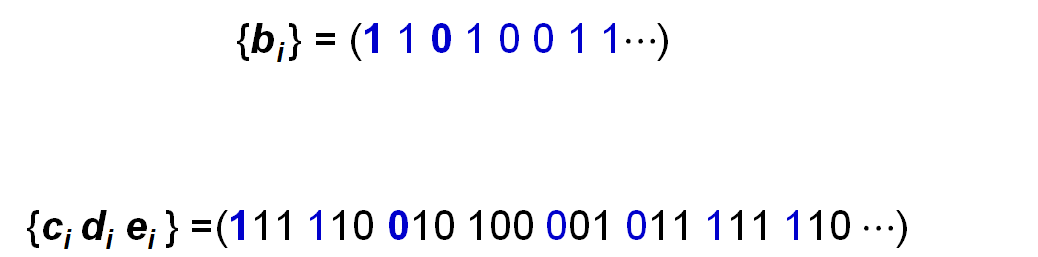 {bᵢ} = (1 1 0 1 0 0 1 1⋯)
{cᵢ dᵢ eᵢ } =(111 110 010 100 001 011 111 110 ⋯)